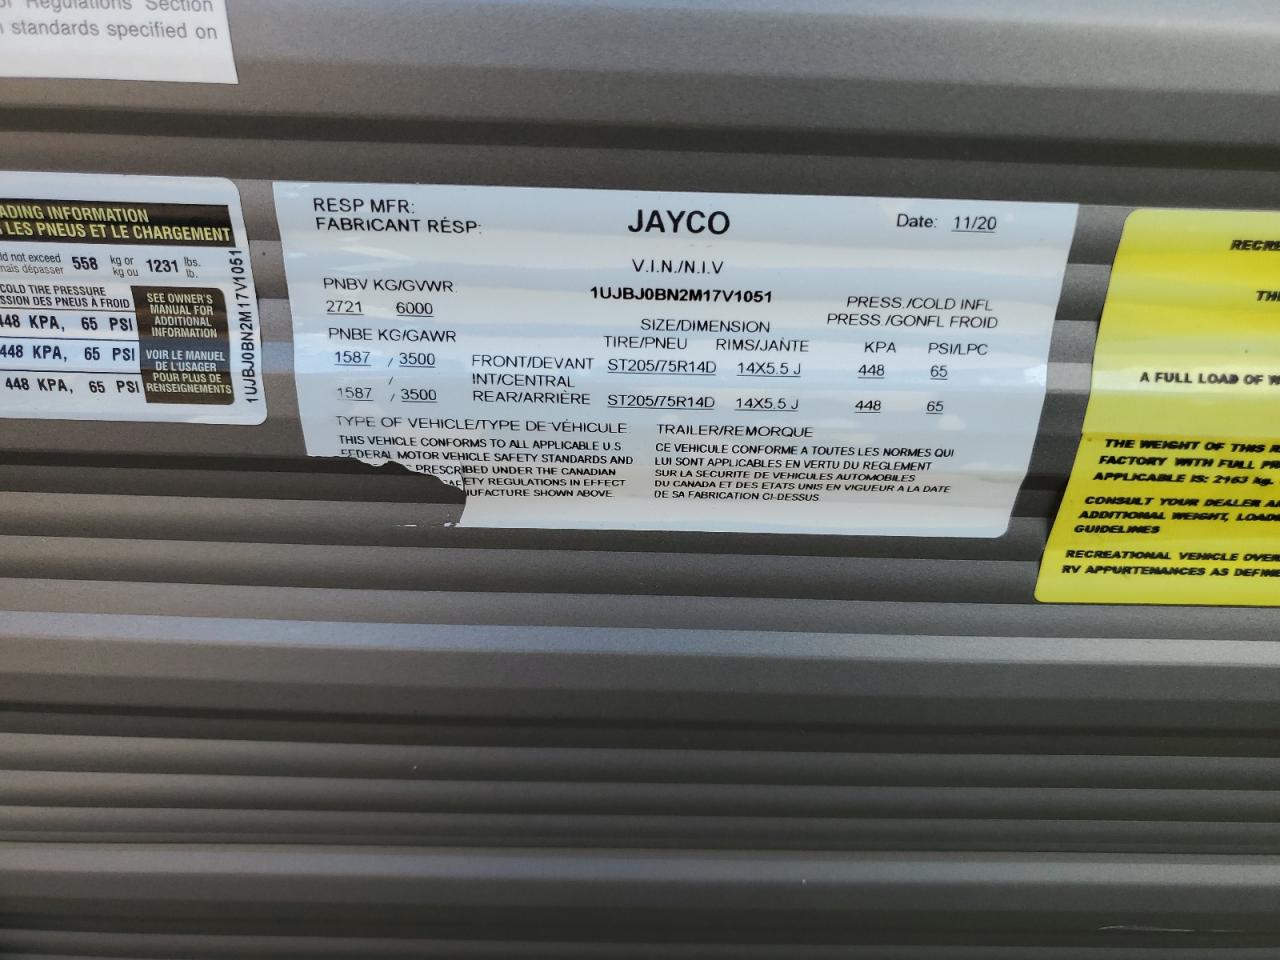 Regulations Section
standards specified on
ADING INFORMATION
LES PNEUS ET LE CHARGEMENT
not exceed 558 kg or 1231 lbs.
mais dépasser kg ou lb.
COLD TIRE PRESSURE
SSION DES PNEUS À FROID
448 KPA, 65 PSI
448 KPA, 65 PSI
448 KPA, 65 PSI
SEE OWNER'S
MANUAL FOR
ADDITIONAL
INFORMATION
VOIR LE MANUEL
DE L'USAGER
POUR PLUS DE
RENSEIGNEMENTS
1UJBJ0BN2M17V1051
RESP MFR: JAYCO Date: 11/20
FABRICANT RÉSP:
V.I.N./N.I.V
PNBV KG/GVWR 1UJBJ0BN2M17V1051 PRESS./COLD INFL
2721 6000 SIZE/DIMENSION PRESS./GONFL FROID
PNBE KG/GAWR TIRE/PNEU RIMS/JANTE KPA PSI/LPC
1587 / 3500 FRONT/DEVANT ST205/75R14D 14X5.5 J 448 65
/ INT/CENTRAL
1587 / 3500 REAR/ARRIÈRE ST205/75R14D 14X5.5 J 448 65
TYPE OF VEHICLE/TYPE DE VÉHICULE TRAILER/REMORQUE
THIS VEHICLE CONFORMS TO ALL APPLICABLE U.S
FEDERAL MOTOR VEHICLE SAFETY STANDARDS AND
PRESCRIBED UNDER THE CANADIAN
ETY REGULATIONS IN EFFECT
UFACTURE SHOWN ABOVE.
CE VEHICULE CONFORME A TOUTES LES NORMES QUI
LUI SONT APPLICABLES EN VERTU DU REGLEMENT
SUR LA SECURITE DE VEHICULES AUTOMOBILES
DU CANADA ET DES ETATS UNIS EN VIGUEUR A LA DATE
DE SA FABRICATION CI-DESSUS.
RECRE
TH
A FULL LOAD OF W
THE WEIGHT OF THIS R
FACTORY WITH FULL PR
APPLICABLE IS: 2163 kg.
CONSULT YOUR DEALER A
ADDITIONAL WEIGHT, LOAD
GUIDELINES
RECREATIONAL VEHICLE OVER
RV APPURTENANCES AS DEFINE